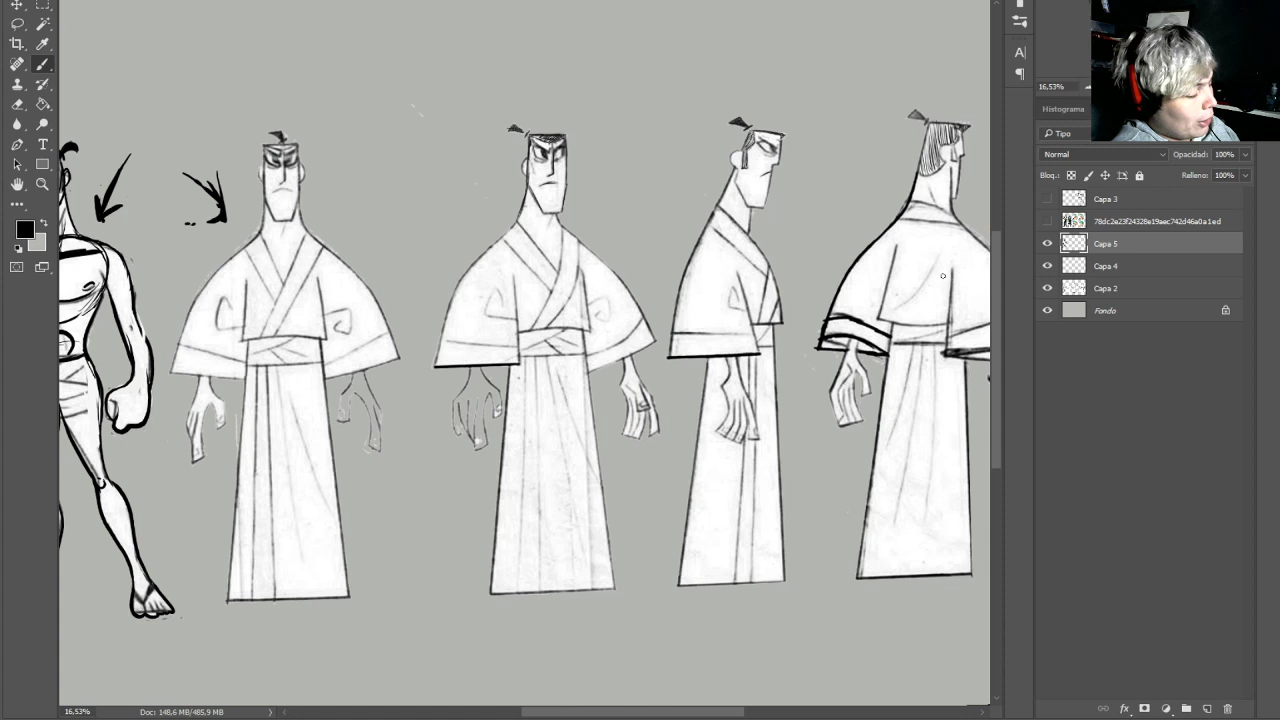 16,53%
Histograma
Tipo
Normal
Opacidad: 100%
Bloq.:
Relleno: 100%
Capa 3
78dc2e23f24328e19aec742d46a0a1ed
Capa 5
Capa 4
Capa 2
Fondo
16,53%
Doc: 148,6 MB/485,9 MB